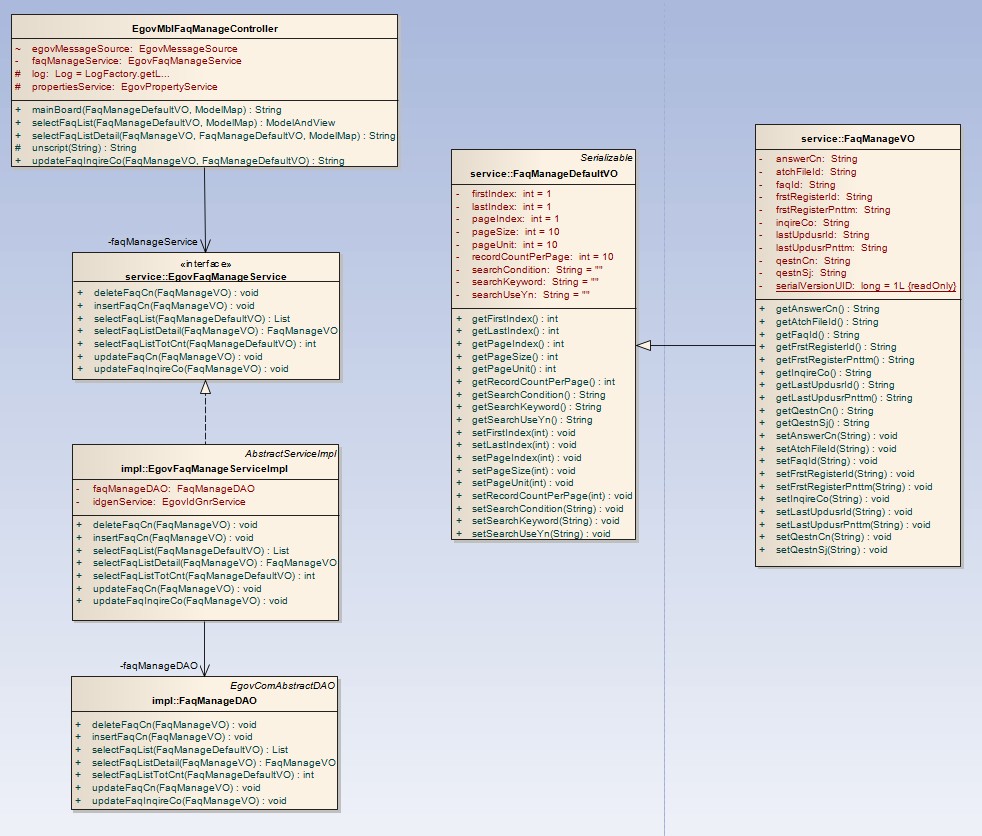 EgovMblFaqManageController
~ egovMessageSource: EgovMessageSource
- faqManageService: EgovFaqManageService
# log: Log = LogFactory.getL...
# propertiesService: EgovPropertyService
+ mainBoard(FaqManageDefaultVO, ModelMap) : String
+ selectFaqList(FaqManageDefaultVO, ModelMap) : ModelAndView
+ selectFaqListDetail(FaqManageVO, FaqManageDefaultVO, ModelMap) : String
# unscript(String) : String
+ updateFaqInqireCo(FaqManageVO, FaqManageDefaultVO) : String
-faqManageService
«interface»
service::EgovFaqManageService
+ deleteFaqCn(FaqManageVO) : void
+ insertFaqCn(FaqManageVO) : void
+ selectFaqList(FaqManageDefaultVO) : List
+ selectFaqListDetail(FaqManageVO) : FaqManageVO
+ selectFaqListTotCnt(FaqManageDefaultVO) : int
+ updateFaqCn(FaqManageVO) : void
+ updateFaqInqireCo(FaqManageVO) : void
AbstractServiceImpl
impl::EgovFaqManageServiceImpl
- faqManageDAO: FaqManageDAO
- idgenService: EgovIdGnrService
+ deleteFaqCn(FaqManageVO) : void
+ insertFaqCn(FaqManageVO) : void
+ selectFaqList(FaqManageDefaultVO) : List
+ selectFaqListDetail(FaqManageVO) : FaqManageVO
+ selectFaqListTotCnt(FaqManageDefaultVO) : int
+ updateFaqCn(FaqManageVO) : void
+ updateFaqInqireCo(FaqManageVO) : void
-faqManageDAO
EgovComAbstractDAO
impl::FaqManageDAO
+ deleteFaqCn(FaqManageVO) : void
+ insertFaqCn(FaqManageVO) : void
+ selectFaqList(FaqManageDefaultVO) : List
+ selectFaqListDetail(FaqManageVO) : FaqManageVO
+ selectFaqListTotCnt(FaqManageDefaultVO) : int
+ updateFaqCn(FaqManageVO) : void
+ updateFaqInqireCo(FaqManageVO) : void
Serializable
service::FaqManageDefaultVO
- firstIndex: int = 1
- lastIndex: int = 1
- pageIndex: int = 1
- pageSize: int = 10
- pageUnit: int = 10
- recordCountPerPage: int = 10
- searchCondition: String = ""
- searchKeyword: String = ""
- searchUseYn: String = ""
+ getFirstIndex() : int
+ getLastIndex() : int
+ getPageIndex() : int
+ getPageSize() : int
+ getPageUnit() : int
+ getRecordCountPerPage() : int
+ getSearchCondition() : String
+ getSearchKeyword() : String
+ getSearchUseYn() : String
+ setFirstIndex(int) : void
+ setLastIndex(int) : void
+ setPageIndex(int) : void
+ setPageSize(int) : void
+ setPageUnit(int) : void
+ setRecordCountPerPage(int) : void
+ setSearchCondition(String) : void
+ setSearchKeyword(String) : void
+ setSearchUseYn(String) : void
service::FaqManageVO
- answerCn: String
- atchFileId: String
- faqId: String
- frstRegisterId: String
- frstRegisterPnttm: String
- inqireCo: String
- lastUpdusrId: String
- lastUpdusrPnttm: String
- qestnCn: String
- qestnSj: String
- serialVersionUID: long = 1L {readOnly}
+ getAnswerCn() : String
+ getAtchFileId() : String
+ getFaqId() : String
+ getFrstRegisterId() : String
+ getFrstRegisterPnttm() : String
+ getInqireCo() : String
+ getLastUpdusrId() : String
+ getLastUpdusrPnttm() : String
+ getQestnCn() : String
+ getQestnSj() : String
+ setAnswerCn(String) : void
+ setAtchFileId(String) : void
+ setFaqId(String) : void
+ setFrstRegisterId(String) : void
+ setFrstRegisterPnttm(String) : void
+ setInqireCo(String) : void
+ setLastUpdusrId(String) : void
+ setLastUpdusrPnttm(String) : void
+ setQestnCn(String) : void
+ setQestnSj(String) : void